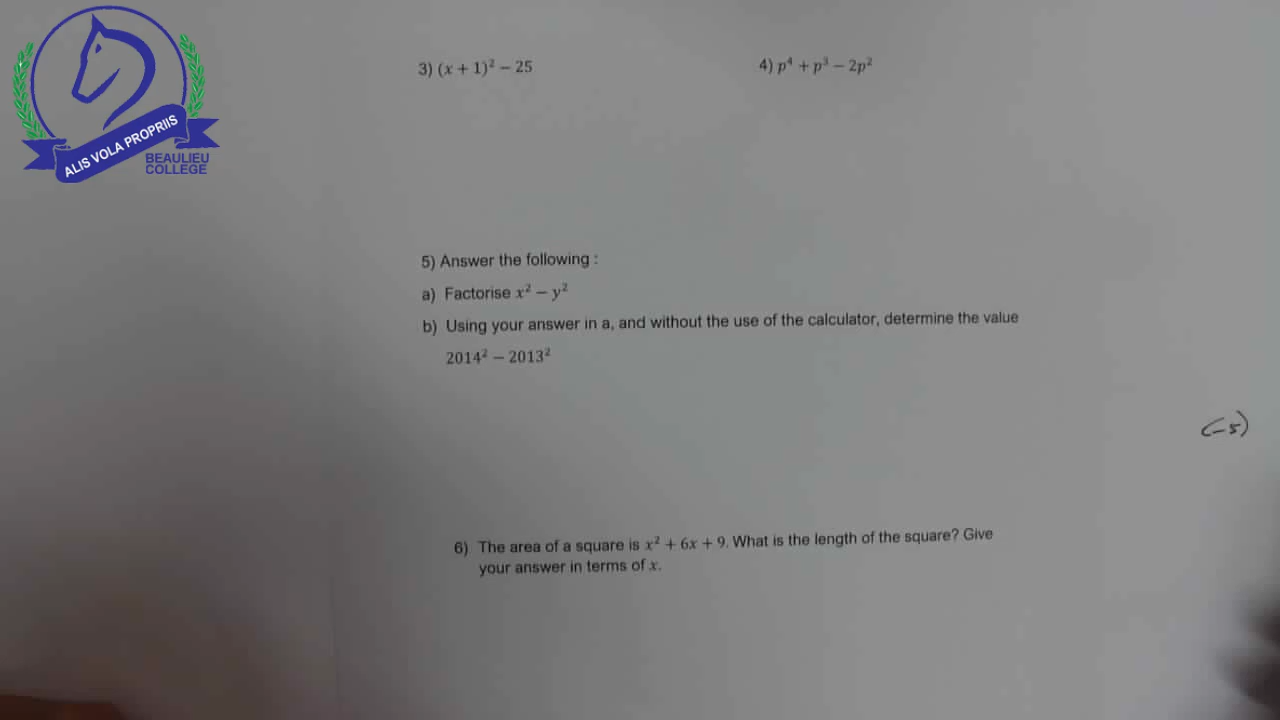 ALIS VOLA PROPRIIS
BEAULIEU
COLLEGE
3) (x + 1)² − 25
4) p⁴ + p³ − 2p²
5) Answer the following :
a) Factorise x² − y²
b) Using your answer in a, and without the use of the calculator, determine the value
2014² − 2013²
(−5)
6) The area of a square is x² + 6x + 9. What is the length of the square? Give
your answer in terms of x.